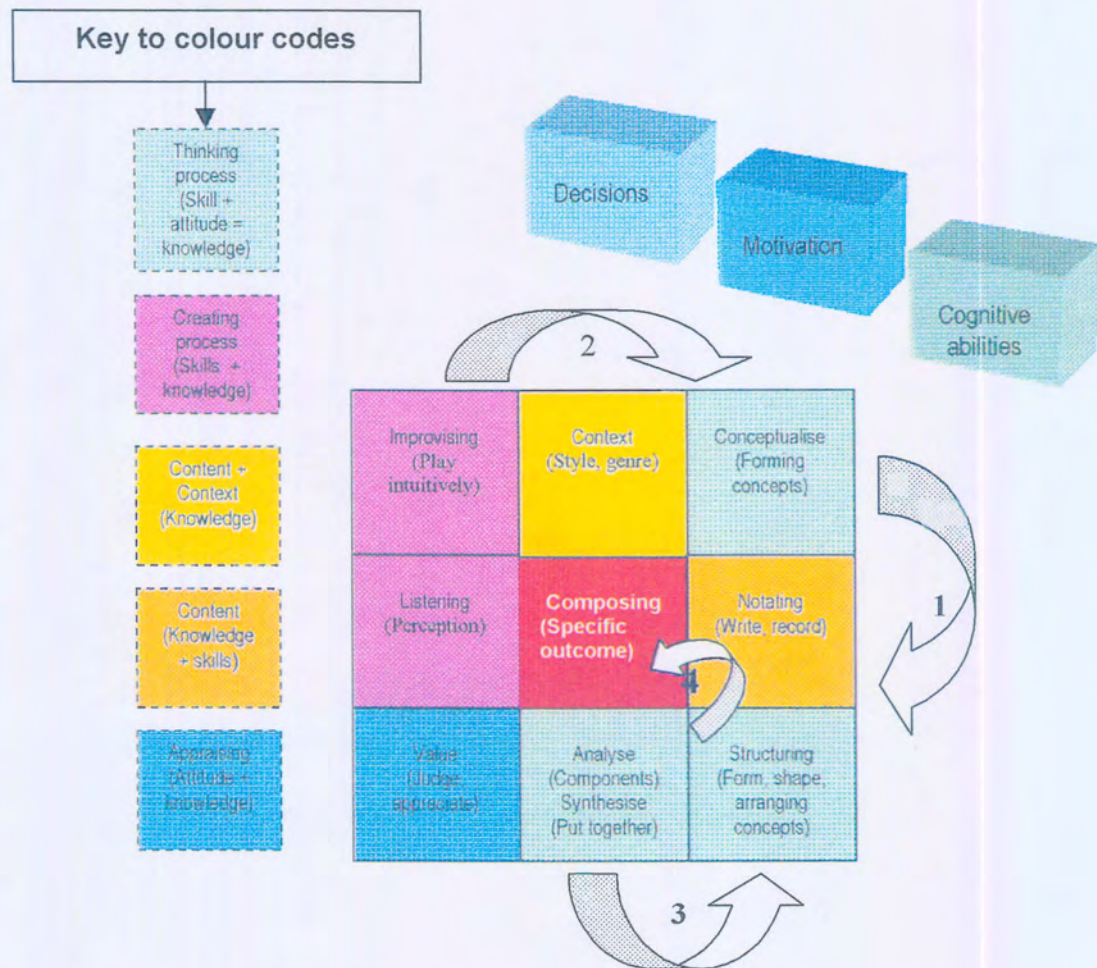 Key to colour codes
Thinking
process
(Skill +
attitude =
knowledge)
Creating
process
(Skills +
knowledge)
Content +
Context
(Knowledge)
Content
(Knowledge
+ skills)
Appraising
(Attitude +
knowledge)
Decisions
Motivation
Cognitive
abilities
2
Improvising
(Play
intuitively)
Context
(Style, genre)
Conceptualise
(Forming
concepts)
1
Listening
(Perception)
Composing
(Specific
outcome)
Notating
(Write, record)
4
Value
(Judge,
appreciate)
Analyse
(Components)
Synthesise
(Put together)
Structuring
(Form, shape,
arranging
concepts)
3